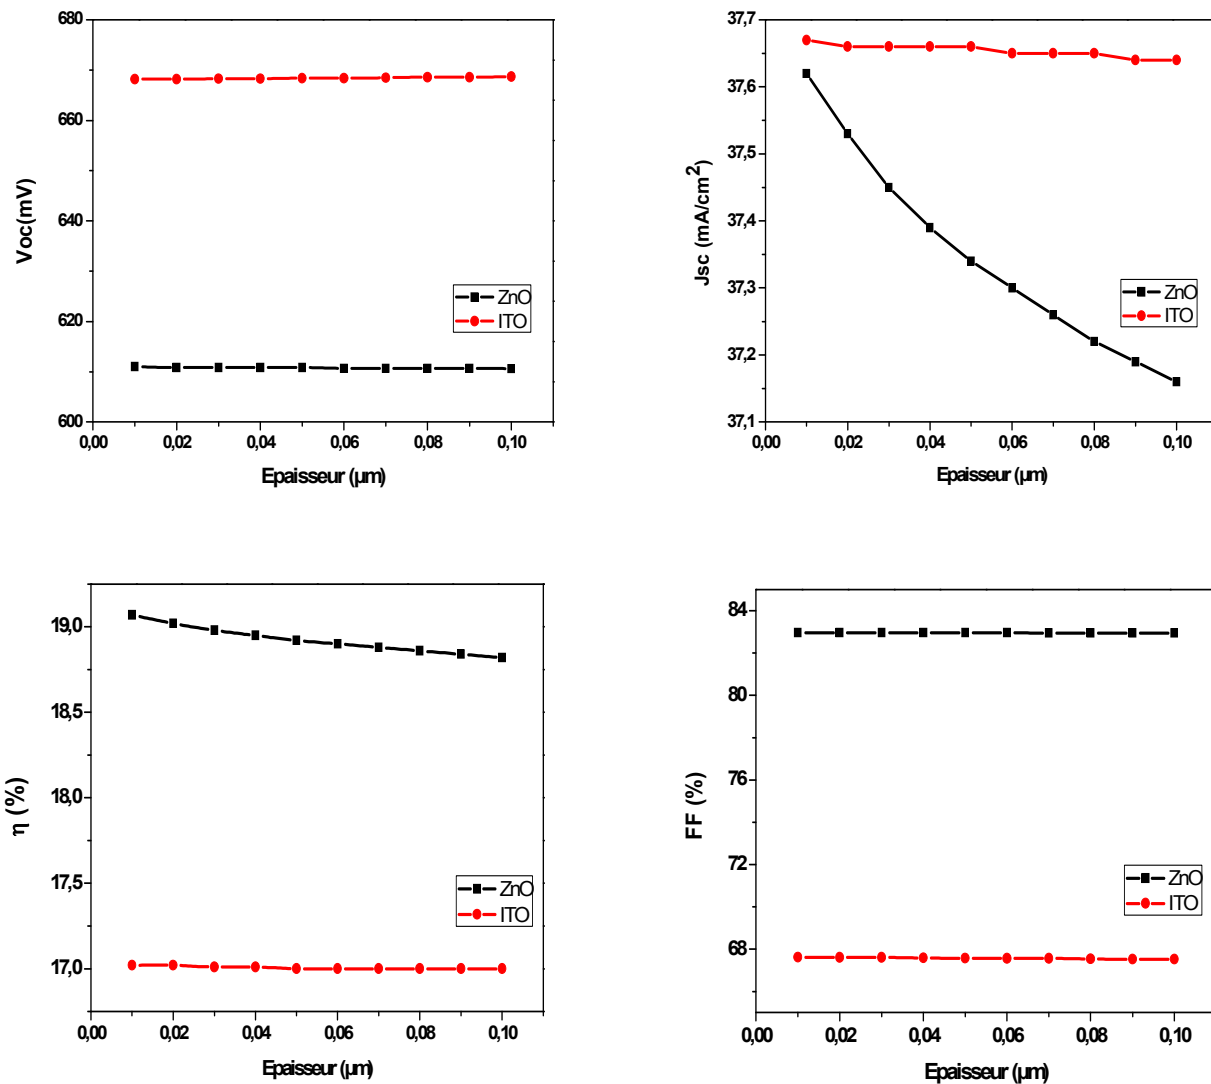 680
660
640
620
600
Voc(mV)
ZnO
ITO
0,00 0,02 0,04 0,06 0,08 0,10
Epaisseur (µm)
37,7
37,6
37,5
37,4
37,3
37,2
37,1
Jsc (mA/cm²)
ZnO
ITO
0,00 0,02 0,04 0,06 0,08 0,10
Epaisseur (µm)
19,0
18,5
18,0
17,5
17,0
η (%)
ZnO
ITO
0,00 0,02 0,04 0,06 0,08 0,10
Epaisseur (µm)
84
80
76
72
68
FF (%)
ZnO
ITO
0,00 0,02 0,04 0,06 0,08 0,10
Epaisseur (µm)